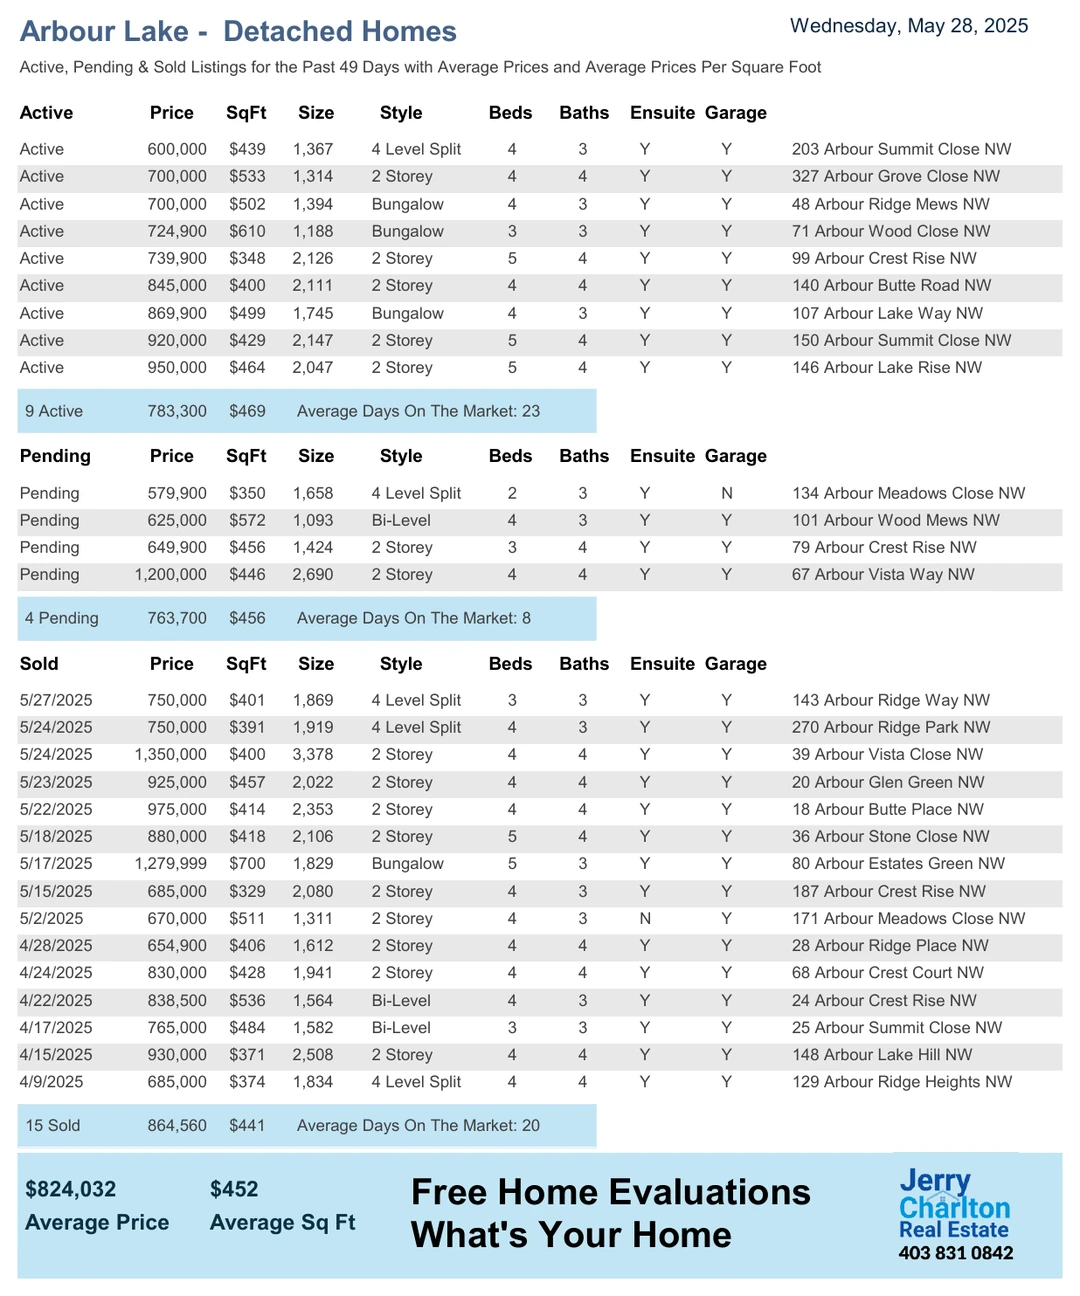 Arbour Lake - Detached Homes
Wednesday, May 28, 2025
Active, Pending & Sold Listings for the Past 49 Days with Average Prices and Average Prices Per Square Foot
Active Price SqFt Size Style Beds Baths Ensuite Garage
Active 600,000 $439 1,367 4 Level Split 4 3 Y Y 203 Arbour Summit Close NW
Active 700,000 $533 1,314 2 Storey 4 4 Y Y 327 Arbour Grove Close NW
Active 700,000 $502 1,394 Bungalow 4 3 Y Y 48 Arbour Ridge Mews NW
Active 724,900 $610 1,188 Bungalow 3 3 Y Y 71 Arbour Wood Close NW
Active 739,900 $348 2,126 2 Storey 5 4 Y Y 99 Arbour Crest Rise NW
Active 845,000 $400 2,111 2 Storey 4 4 Y Y 140 Arbour Butte Road NW
Active 869,900 $499 1,745 Bungalow 4 3 Y Y 107 Arbour Lake Way NW
Active 920,000 $429 2,147 2 Storey 5 4 Y Y 150 Arbour Summit Close NW
Active 950,000 $464 2,047 2 Storey 5 4 Y Y 146 Arbour Lake Rise NW
9 Active 783,300 $469 Average Days On The Market: 23
Pending Price SqFt Size Style Beds Baths Ensuite Garage
Pending 579,900 $350 1,658 4 Level Split 2 3 Y N 134 Arbour Meadows Close NW
Pending 625,000 $572 1,093 Bi-Level 4 3 Y Y 101 Arbour Wood Mews NW
Pending 649,900 $456 1,424 2 Storey 3 4 Y Y 79 Arbour Crest Rise NW
Pending 1,200,000 $446 2,690 2 Storey 4 4 Y Y 67 Arbour Vista Way NW
4 Pending 763,700 $456 Average Days On The Market: 8
Sold Price SqFt Size Style Beds Baths Ensuite Garage
5/27/2025 750,000 $401 1,869 4 Level Split 3 3 Y Y 143 Arbour Ridge Way NW
5/24/2025 750,000 $391 1,919 4 Level Split 4 3 Y Y 270 Arbour Ridge Park NW
5/24/2025 1,350,000 $400 3,378 2 Storey 4 4 Y Y 39 Arbour Vista Close NW
5/23/2025 925,000 $457 2,022 2 Storey 4 4 Y Y 20 Arbour Glen Green NW
5/22/2025 975,000 $414 2,353 2 Storey 4 4 Y Y 18 Arbour Butte Place NW
5/18/2025 880,000 $418 2,106 2 Storey 5 4 Y Y 36 Arbour Stone Close NW
5/17/2025 1,279,999 $700 1,829 Bungalow 5 3 Y Y 80 Arbour Estates Green NW
5/15/2025 685,000 $329 2,080 2 Storey 4 3 Y Y 187 Arbour Crest Rise NW
5/2/2025 670,000 $511 1,311 2 Storey 4 3 N Y 171 Arbour Meadows Close NW
4/28/2025 654,900 $406 1,612 2 Storey 4 4 Y Y 28 Arbour Ridge Place NW
4/24/2025 830,000 $428 1,941 2 Storey 4 4 Y Y 68 Arbour Crest Court NW
4/22/2025 838,500 $536 1,564 Bi-Level 4 3 Y Y 24 Arbour Crest Rise NW
4/17/2025 765,000 $484 1,582 Bi-Level 3 3 Y Y 25 Arbour Summit Close NW
4/15/2025 930,000 $371 2,508 2 Storey 4 4 Y Y 148 Arbour Lake Hill NW
4/9/2025 685,000 $374 1,834 4 Level Split 4 4 Y Y 129 Arbour Ridge Heights NW
15 Sold 864,560 $441 Average Days On The Market: 20
$824,032 $452
Average Price Average Sq Ft
Free Home Evaluations
What's Your Home
Jerry
Charlton
Real Estate
403 831 0842